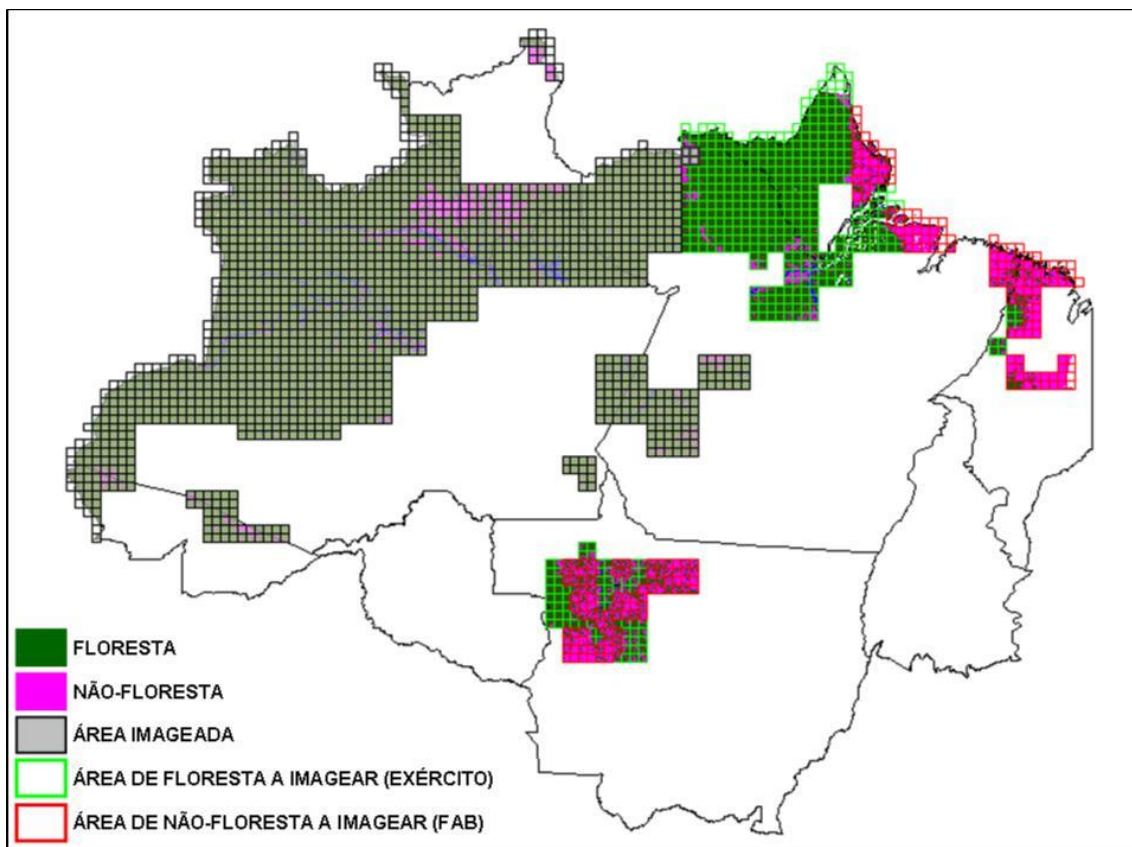 FLORESTA
NÃO-FLORESTA
ÁREA IMAGEADA
ÁREA DE FLORESTA A IMAGEAR (EXÉRCITO)
ÁREA DE NÃO-FLORESTA A IMAGEAR (FAB)